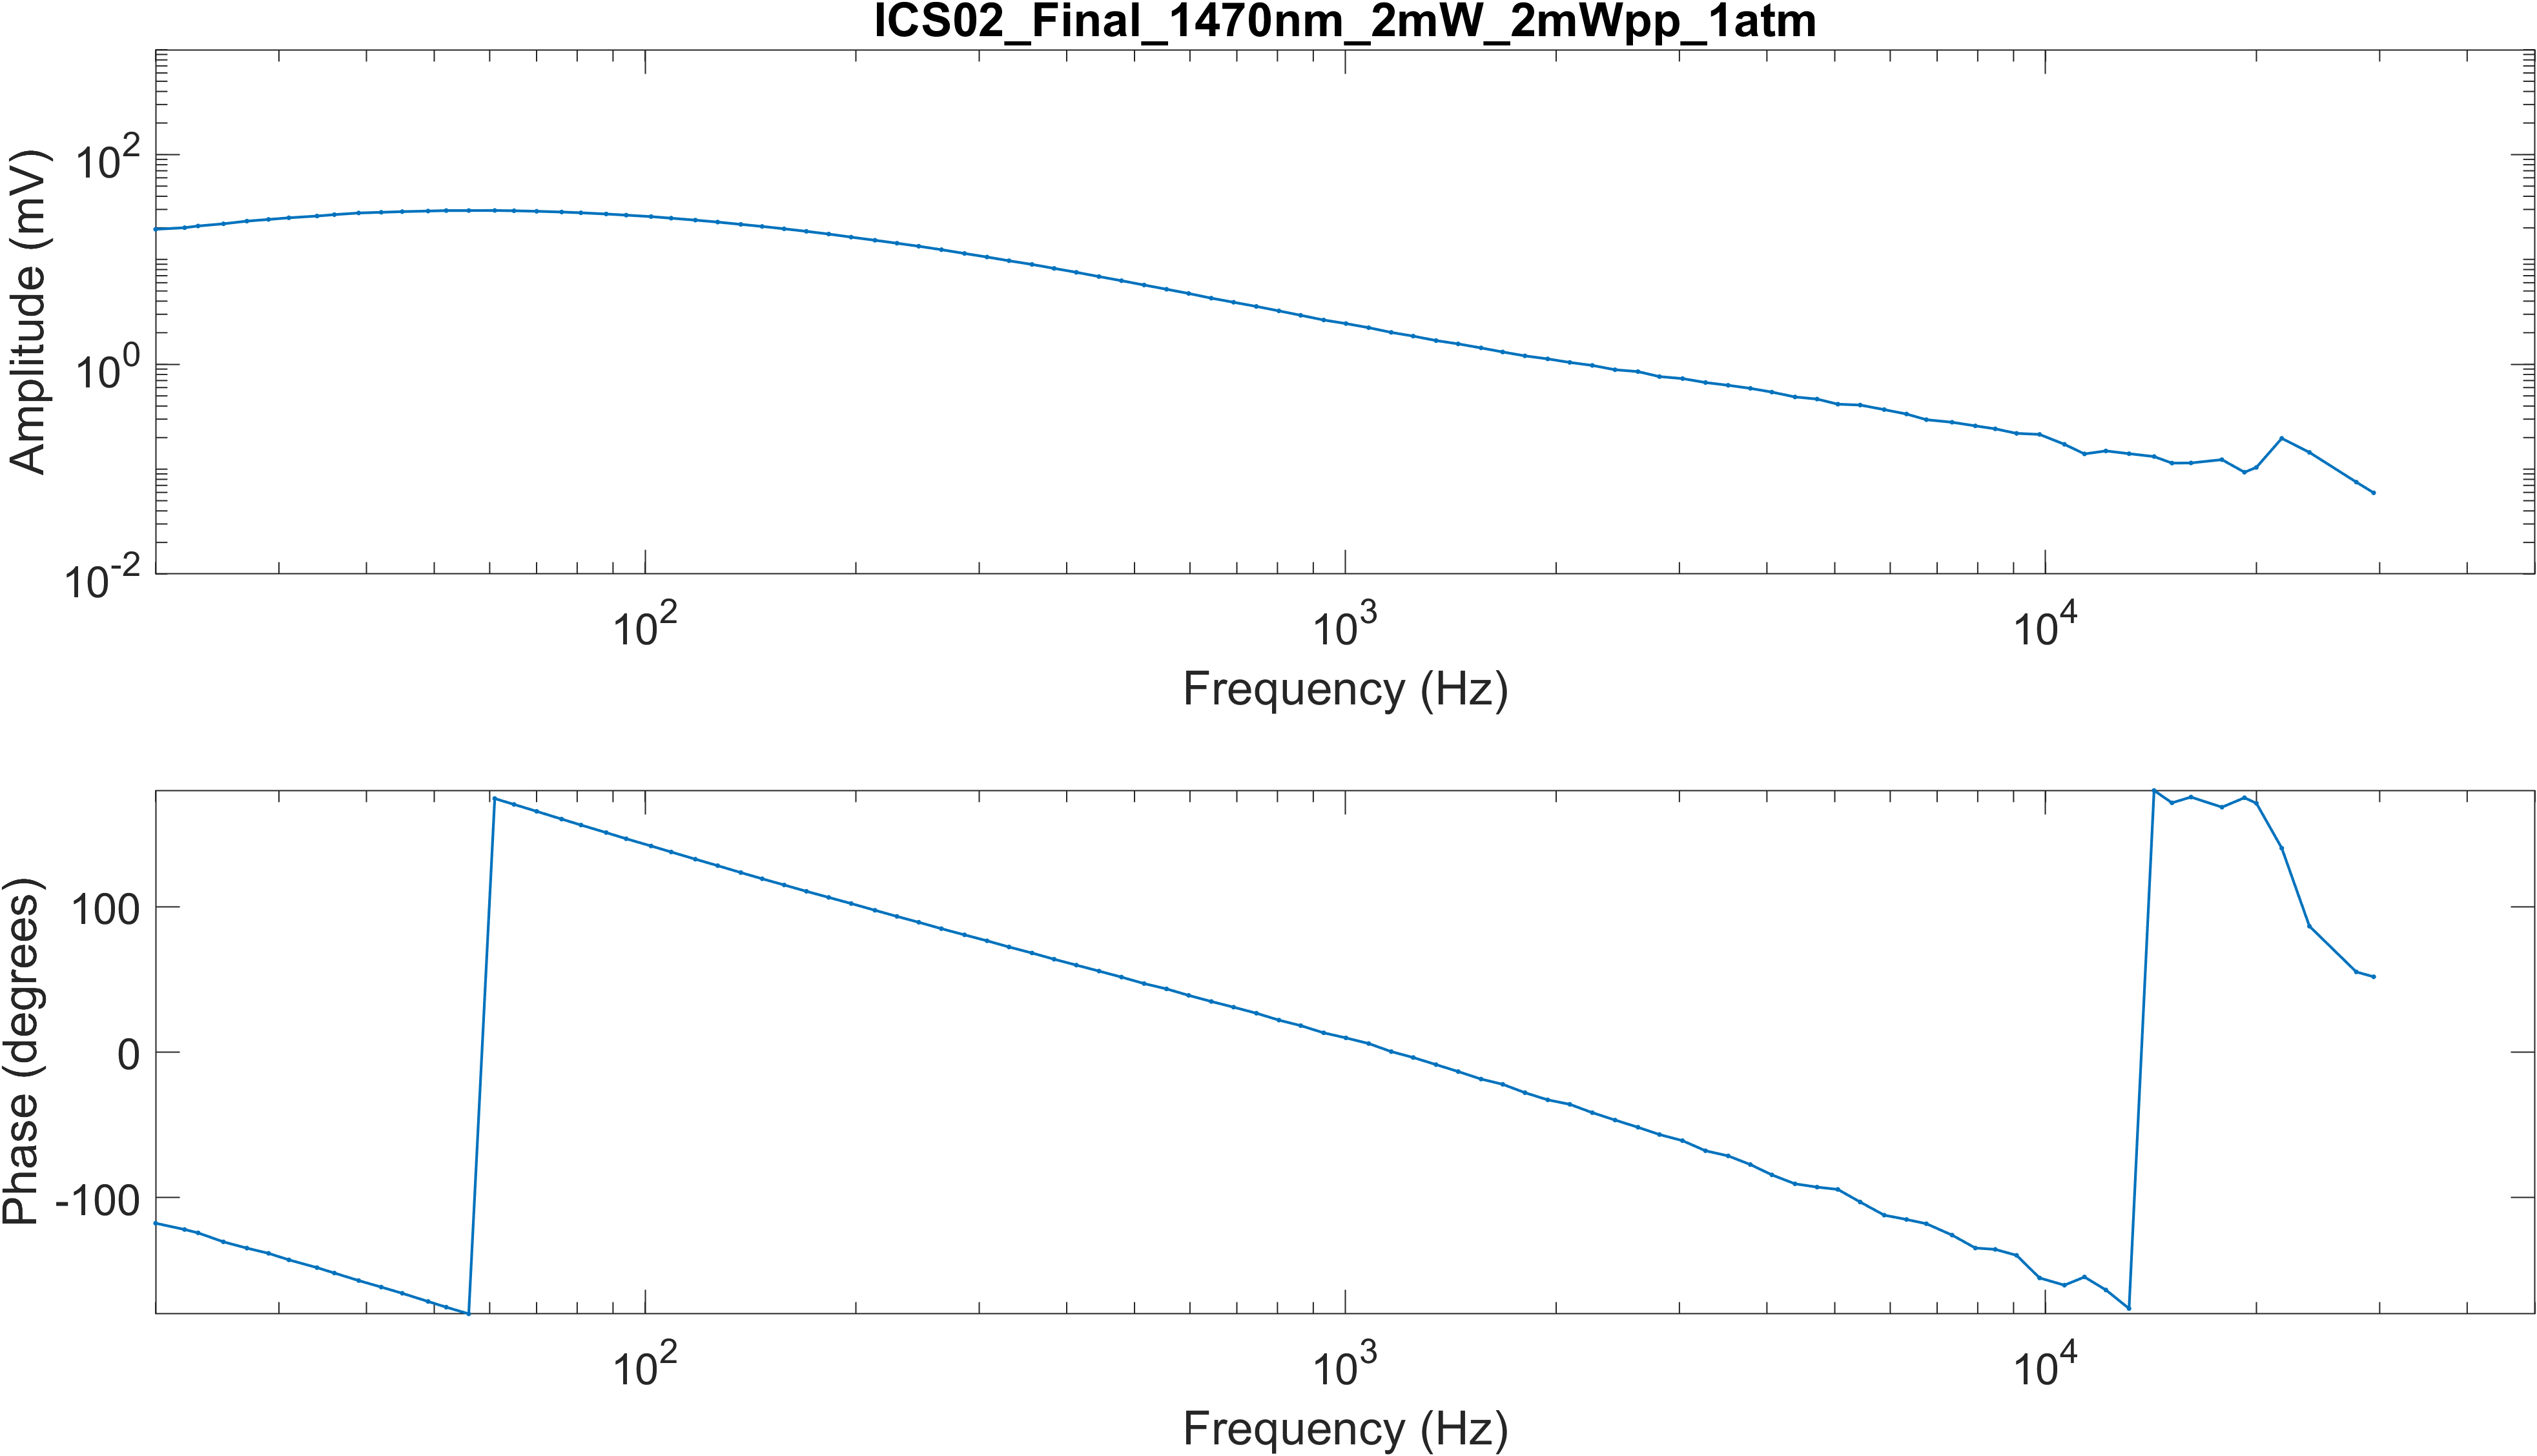 ICS02_Final_1470nm_2mW_2mWpp_1atm
Amplitude (mV)
10^2
10^0
10^-2
10^2 10^3 10^4
Frequency (Hz)
Phase (degrees)
100
0
-100
10^2 10^3 10^4
Frequency (Hz)